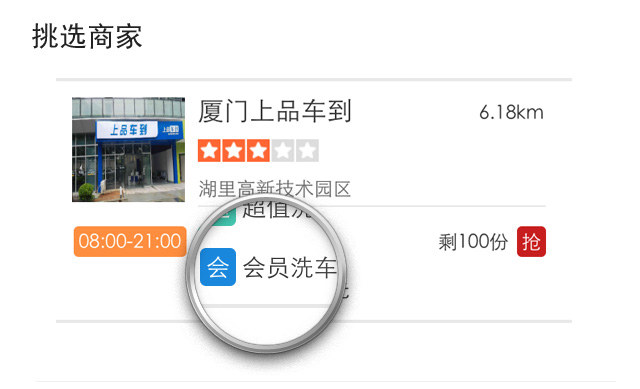 挑选商家
厦门上品车到
6.18km
上品车到
湖里高新技术园区
超值洗
08:00-21:00
剩100份 抢
会 会员洗车